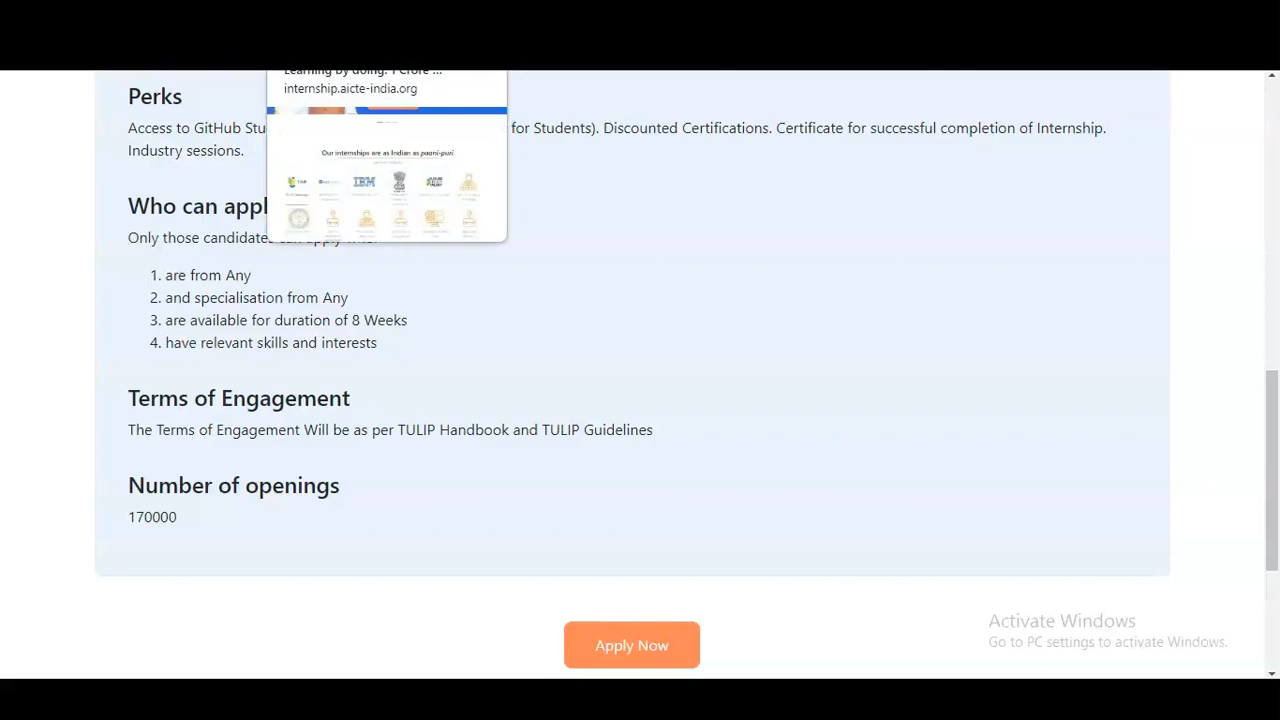 Learning by doing: 1 Crore ...
internship.aicte-india.org
Our internships are as Indian as paani-puri
IBM
Perks
Access to GitHub Stu for Students). Discounted Certifications. Certificate for successful completion of Internship.
Industry sessions.
Who can appl
Only those candidates can apply who:
1. are from Any
2. and specialisation from Any
3. are available for duration of 8 Weeks
4. have relevant skills and interests
Terms of Engagement
The Terms of Engagement Will be as per TULIP Handbook and TULIP Guidelines
Number of openings
170000
Apply Now
Activate Windows
Go to PC settings to activate Windows.